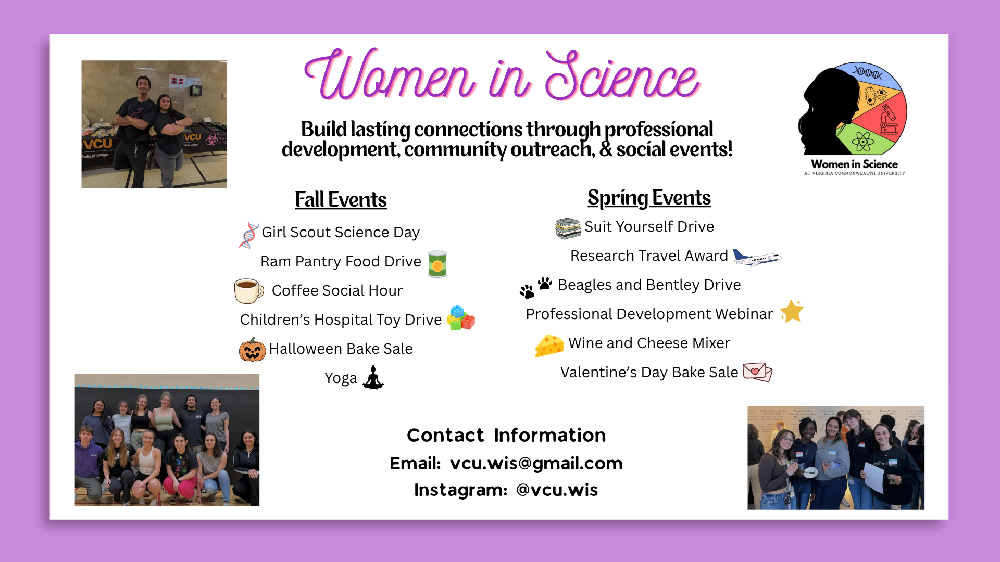 Women in Science
Build lasting connections through professional
development, community outreach, & social events!
Women in Science
AT VIRGINIA COMMONWEALTH UNIVERSITY
VCU
Medical Center
VCU
Medical Center
Fall Events
Girl Scout Science Day
Ram Pantry Food Drive
Coffee Social Hour
Children’s Hospital Toy Drive
Halloween Bake Sale
Yoga
Spring Events
Suit Yourself Drive
Research Travel Award
Beagles and Bentley Drive
Professional Development Webinar
Wine and Cheese Mixer
Valentine’s Day Bake Sale
Contact Information
Email: vcu.wis@gmail.com
Instagram: @vcu.wis